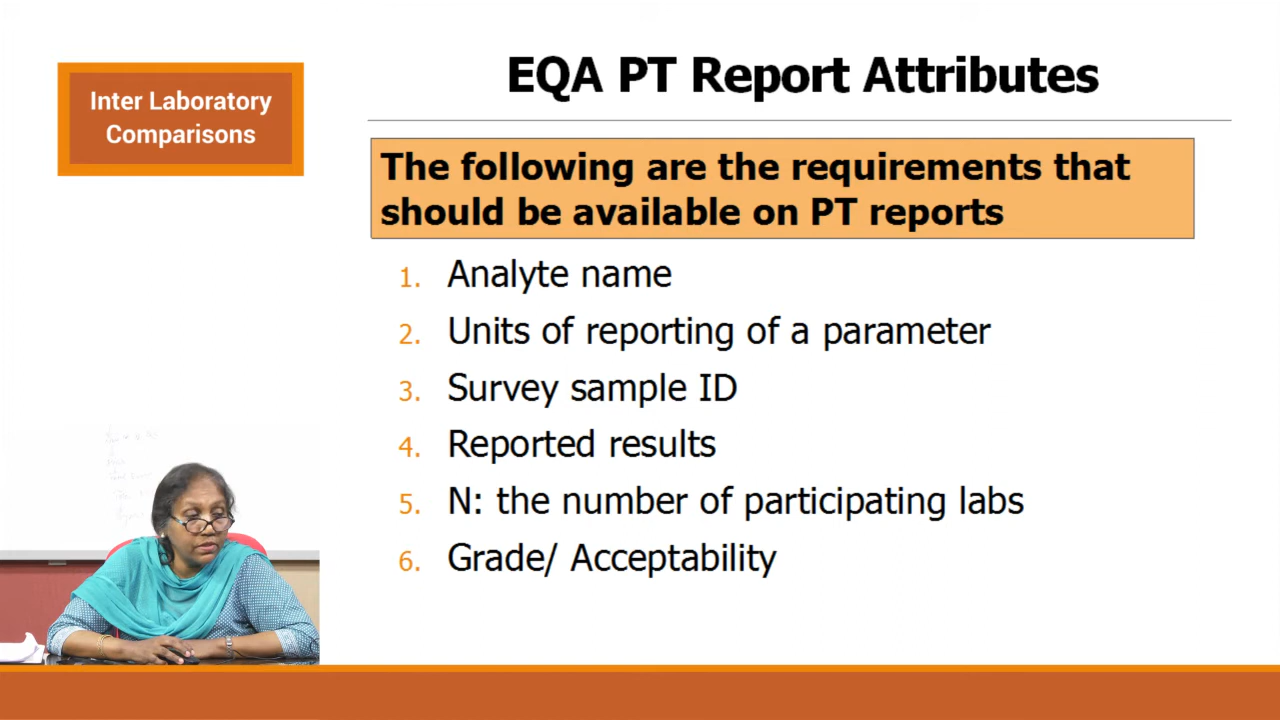 Inter Laboratory
Comparisons
EQA PT Report Attributes
The following are the requirements that
should be available on PT reports
1. Analyte name
2. Units of reporting of a parameter
3. Survey sample ID
4. Reported results
5. N: the number of participating labs
6. Grade/ Acceptability